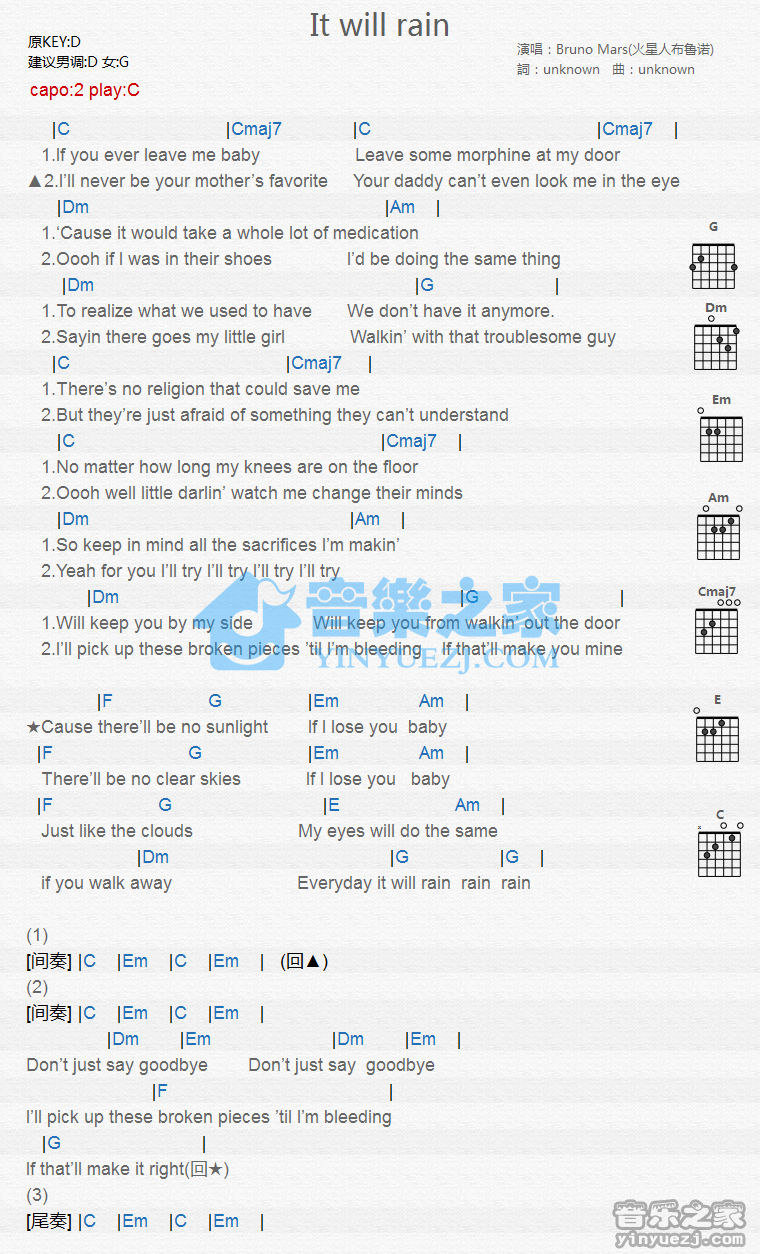 It will rain
原KEY:D
建议男调:D 女:G
演唱：Bruno Mars(火星人布鲁诺)
詞：unknown 曲：unknown
capo:2 play:C
|C |Cmaj7 |C |Cmaj7 |
1.If you ever leave me baby Leave some morphine at my door
▲2.I’ll never be your mother’s favorite Your daddy can’t even look me in the eye
|Dm |Am |
1.‘Cause it would take a whole lot of medication
2.Oooh if I was in their shoes I’d be doing the same thing
|Dm |G |
1.To realize what we used to have We don’t have it anymore.
2.Sayin there goes my little girl Walkin’ with that troublesome guy
|C |Cmaj7 |
1.There’s no religion that could save me
2.But they’re just afraid of something they can’t understand
|C |Cmaj7 |
1.No matter how long my knees are on the floor
2.Oooh well little darlin’ watch me change their minds
|Dm |Am |
1.So keep in mind all the sacrifices I’m makin’
2.Yeah for you I’ll try I’ll try I’ll try I’ll try
|Dm |G |
1.Will keep you by my side Will keep you from walkin’ out the door
2.I’ll pick up these broken pieces ’til I’m bleeding If that’ll make you mine
音樂之家
YINYUEZJ.COM
|F G |Em Am |
★Cause there’ll be no sunlight If I lose you baby
|F G |Em Am |
There’ll be no clear skies If I lose you baby
|F G |E Am |
Just like the clouds My eyes will do the same
|Dm |G |G |
if you walk away Everyday it will rain rain rain
(1)
[间奏] |C |Em |C |Em | (回▲)
(2)
[间奏] |C |Em |C |Em |
|Dm |Em |Dm |Em |
Don’t just say goodbye Don’t just say goodbye
|F |
I’ll pick up these broken pieces ’til I’m bleeding
|G |
If that’ll make it right(回★)
(3)
[尾奏] |C |Em |C |Em |
G
Dm
Em
Am
Cmaj7
E
C
x
音乐之家
yinyuezj.com